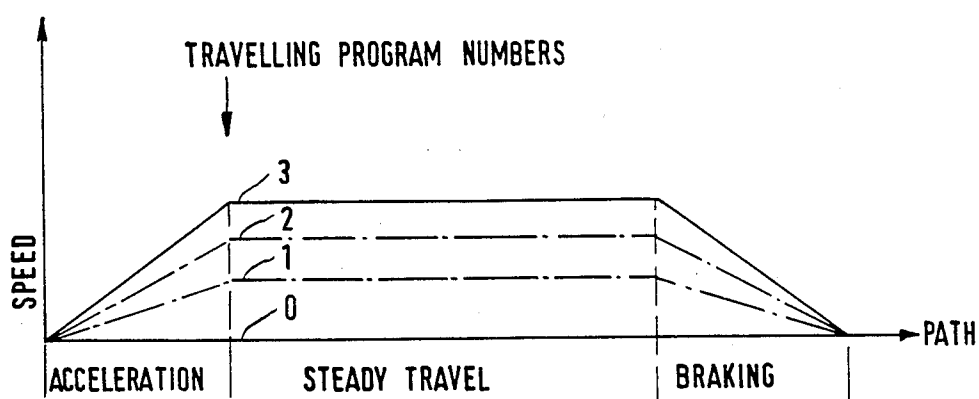 TRAVELLING PROGRAM NUMBERS
3
2
1
0
SPEED
PATH
ACCELERATION STEADY TRAVEL BRAKING